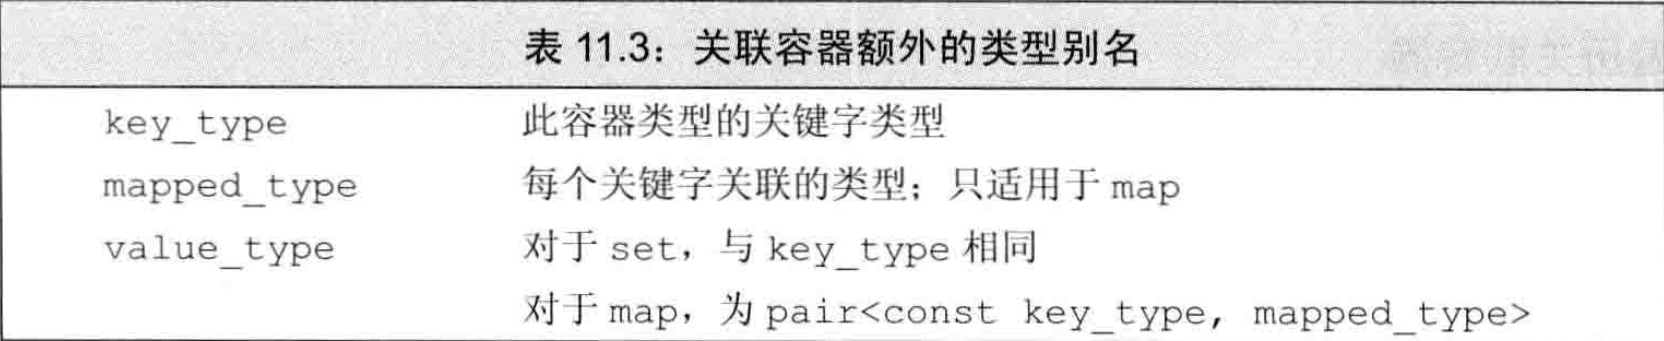 表 11.3：关联容器额外的类型别名
key_type 此容器类型的关键字类型
mapped_type 每个关键字关联的类型；只适用于 map
value_type 对于 set，与 key_type 相同
对于 map，为 pair<const key_type, mapped_type>